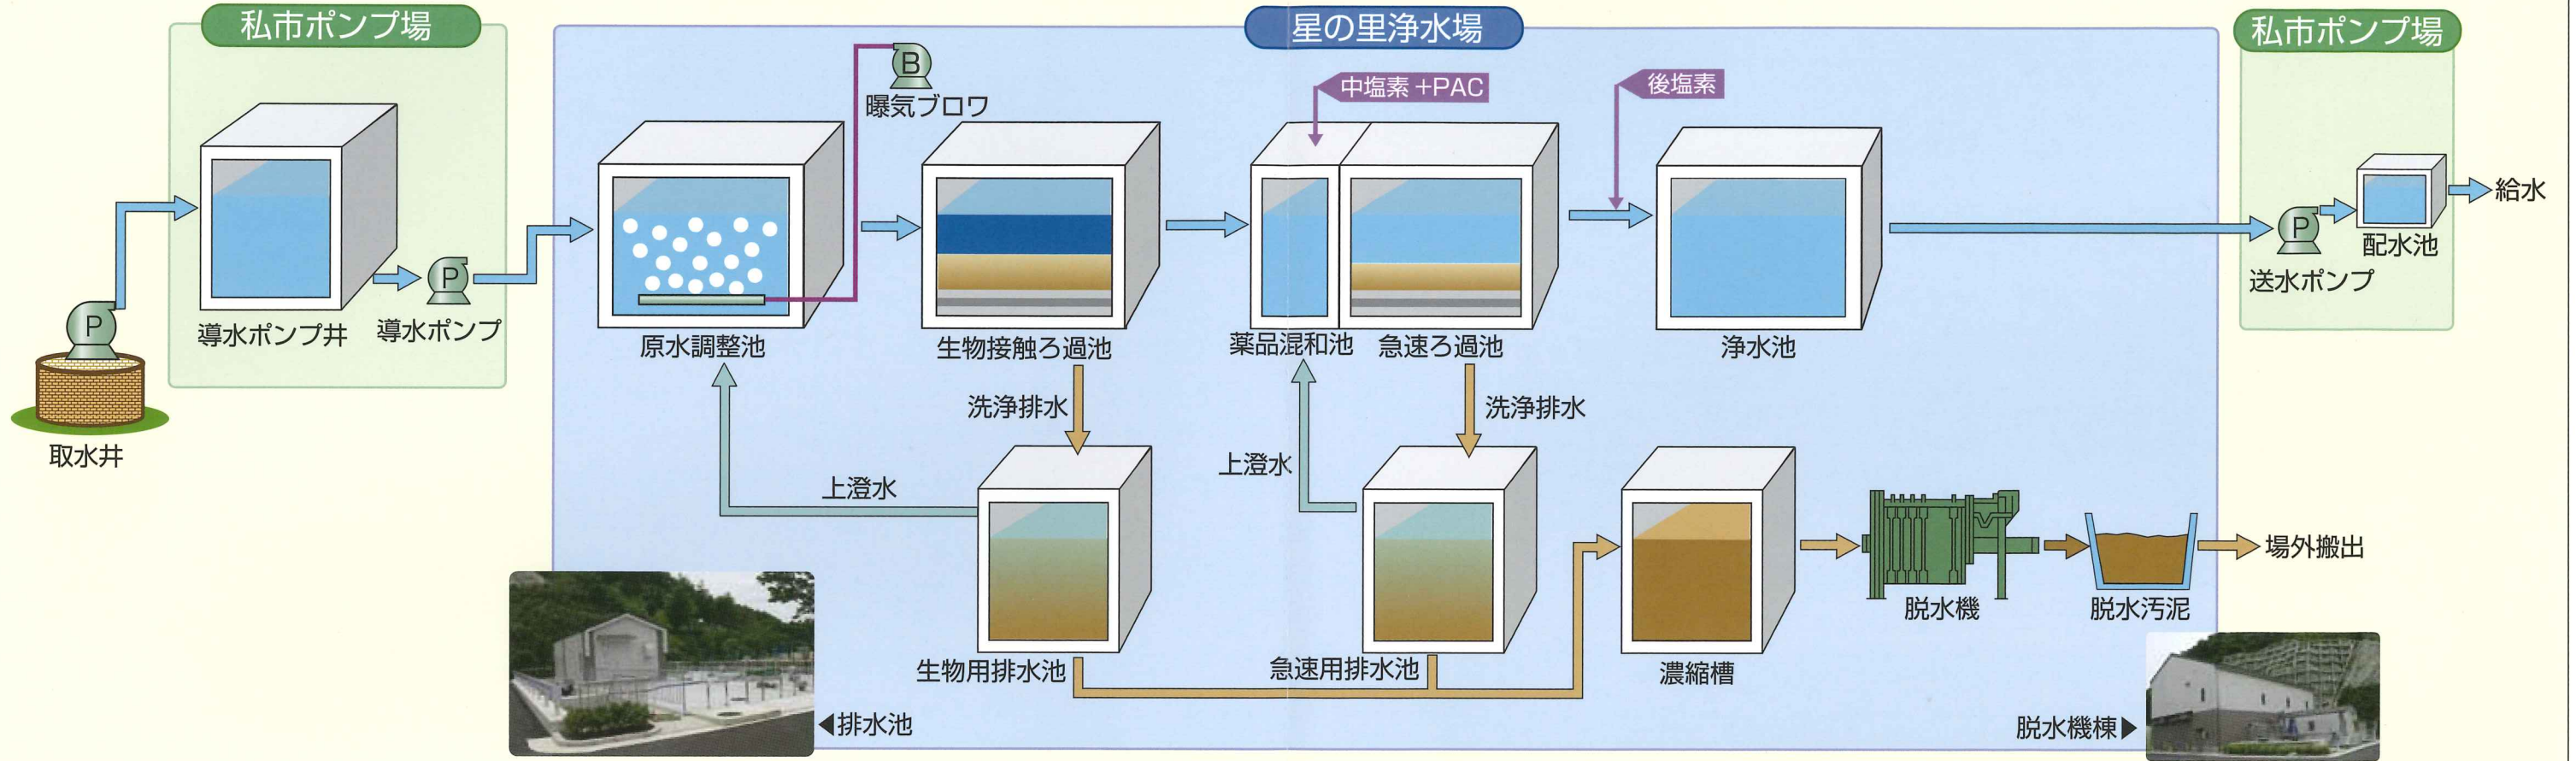 私市ポンプ場
星の里浄水場
私市ポンプ場
B
曝気ブロワ
中塩素+PAC
後塩素
P
取水井
導水ポンプ井
P
導水ポンプ
原水調整池
生物接触ろ過池
薬品混和池
急速ろ過池
浄水池
P
送水ポンプ
配水池
給水
洗浄排水
洗浄排水
上澄水
上澄水
生物用排水池
急速用排水池
濃縮槽
脱水機
脱水汚泥
場外搬出
◀排水池
脱水機棟▶